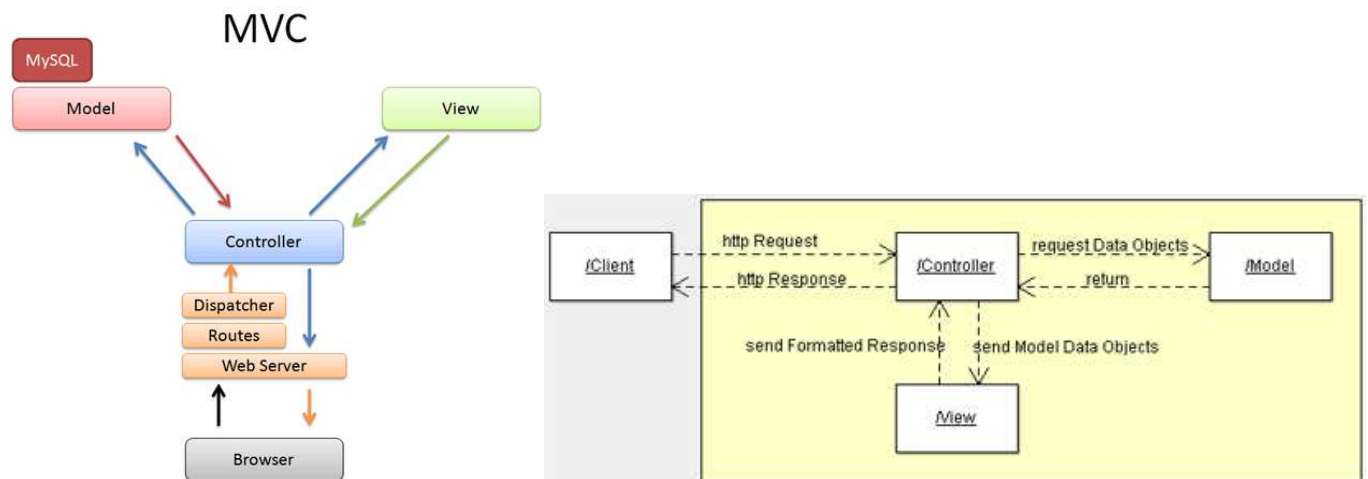 MVC
MySQL
Model
View
Controller
Dispatcher
Routes
Web Server
Browser
http Request
request Data Objects
/Client
/Controller
/Model
http Response
return
send Formatted Response
send Model Data Objects
/View